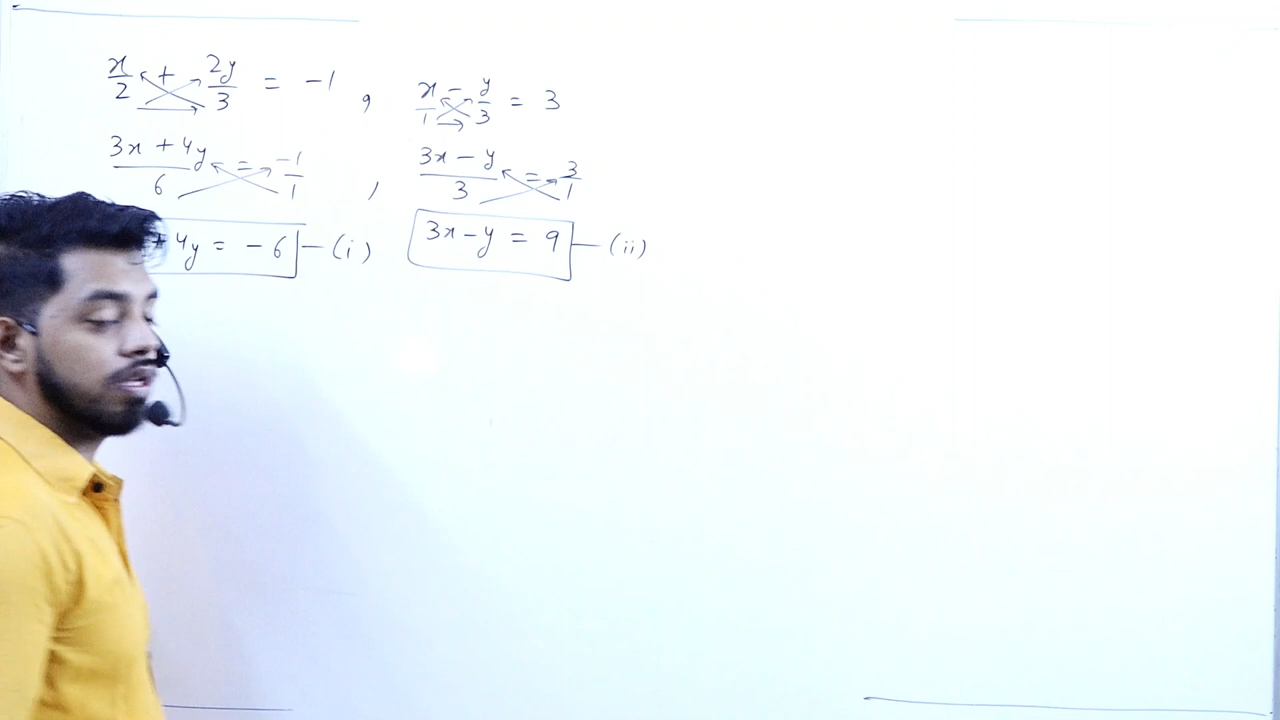 x/2 + 2y/3 = -1 , x/1 - y/3 = 3
(3x + 4y)/6 = -1/1 , (3x - y)/3 = 3/1
+ 4y = -6 — (i) 3x - y = 9 — (ii)